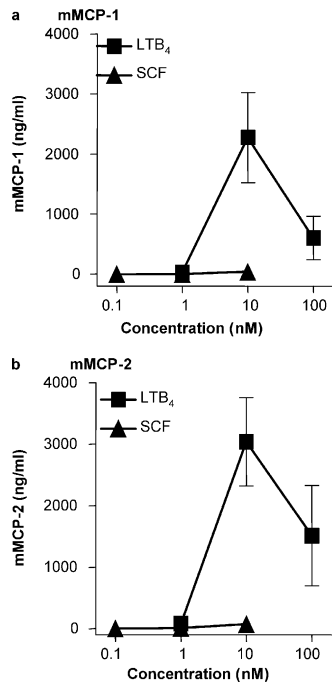 a mMCP-1
4000
LTB4
SCF
3000
2000
1000
0
mMCP-1 (ng/ml)
0.1 1 10 100
Concentration (nM)
b mMCP-2
4000
LTB4
SCF
3000
2000
1000
0
mMCP-2 (ng/ml)
0.1 1 10 100
Concentration (nM)